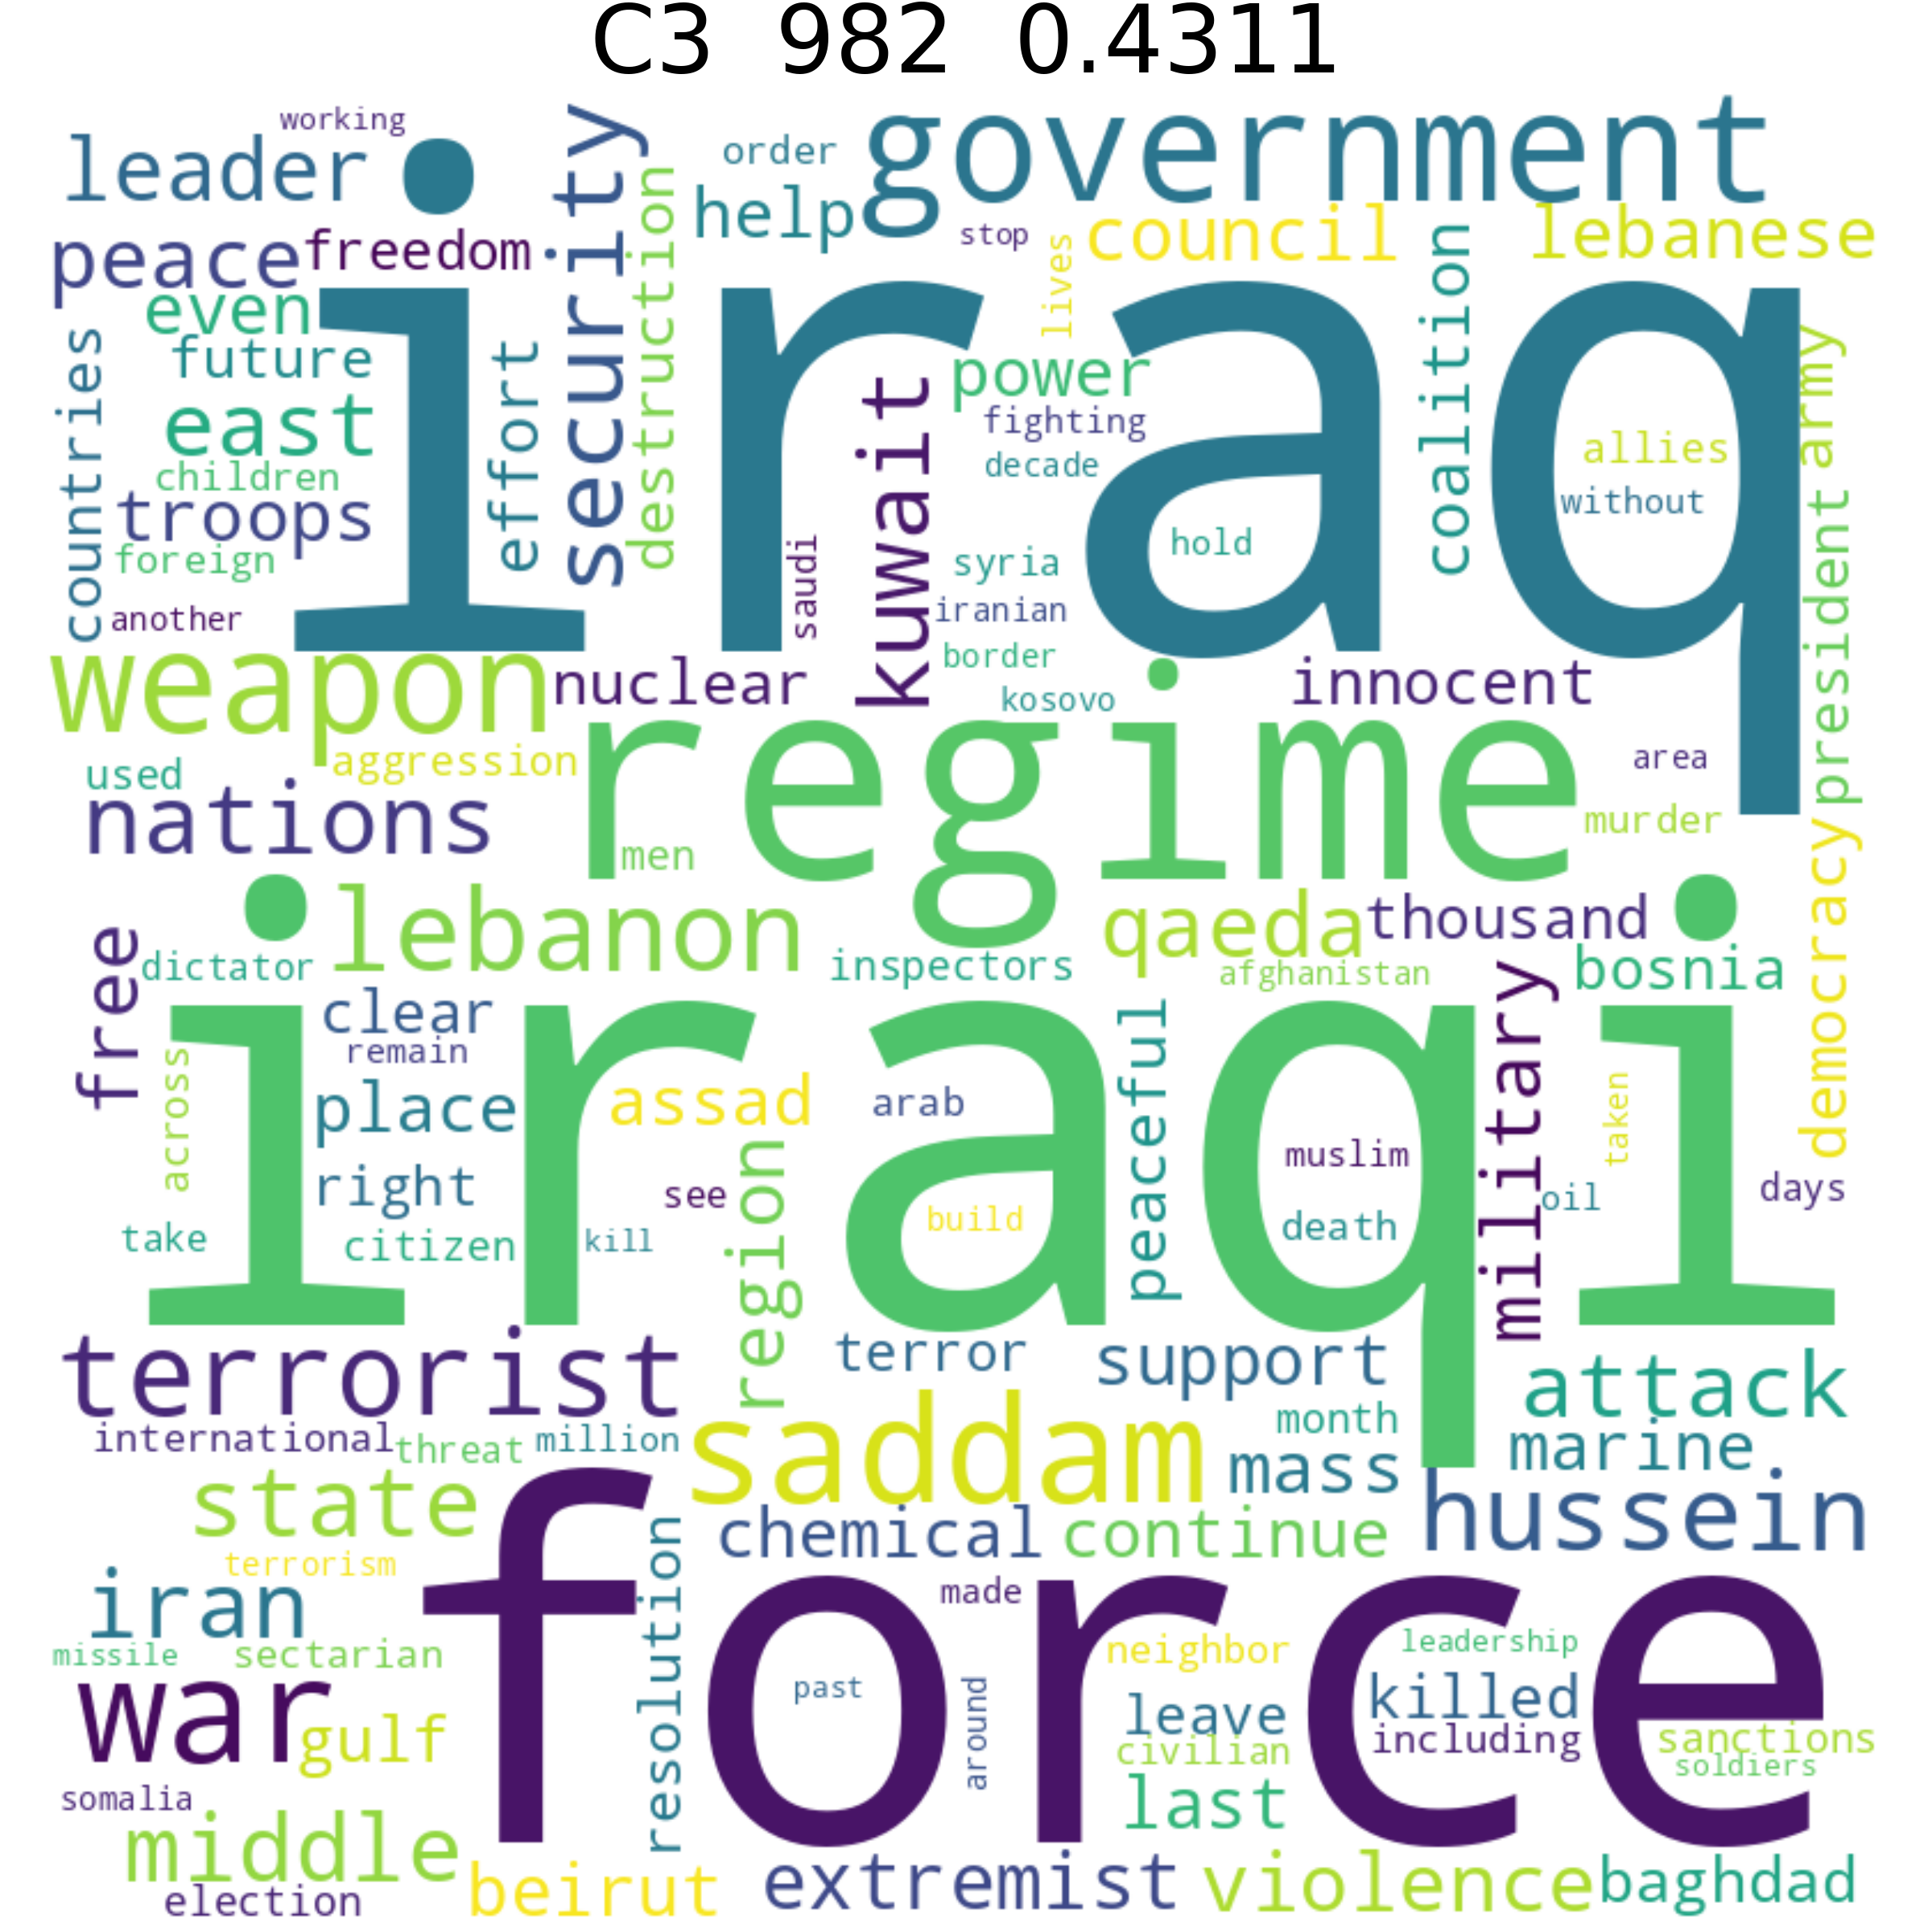 C3 982 0.4311
working
leader
security
order
government
help
stop
council
lebanese
peace
freedom
destruction
lives
coalition
iraq
even
future
effort
countries
east
children
troops
foreign
another
kuwait
power
fighting
decade
saudi
syria
iranian
border
kosovo
hold
allies
without
army
president
weapon
nuclear
innocent
used
aggression
regime
area
nations
men
murder
democracy
lebanon
qaeda
thousand
free
dictator
inspectors
afghanistan
bosnia
military
iraqi
clear
remain
across
place
assad
arab
peaceful
muslim
taken
right
see
region
build
death
oil
days
take
citizen
kill
terrorist
terror
support
attack
international
threat
million
saddam
month
mass
marine
state
chemical
continue
hussein
terrorism
iran
resolution
force
made
missile
sectarian
neighbor
leadership
war
gulf
past
around
leave
killed
civilian
including
sanctions
soldiers
somalia
last
middle
election
beirut
extremist
violence
baghdad